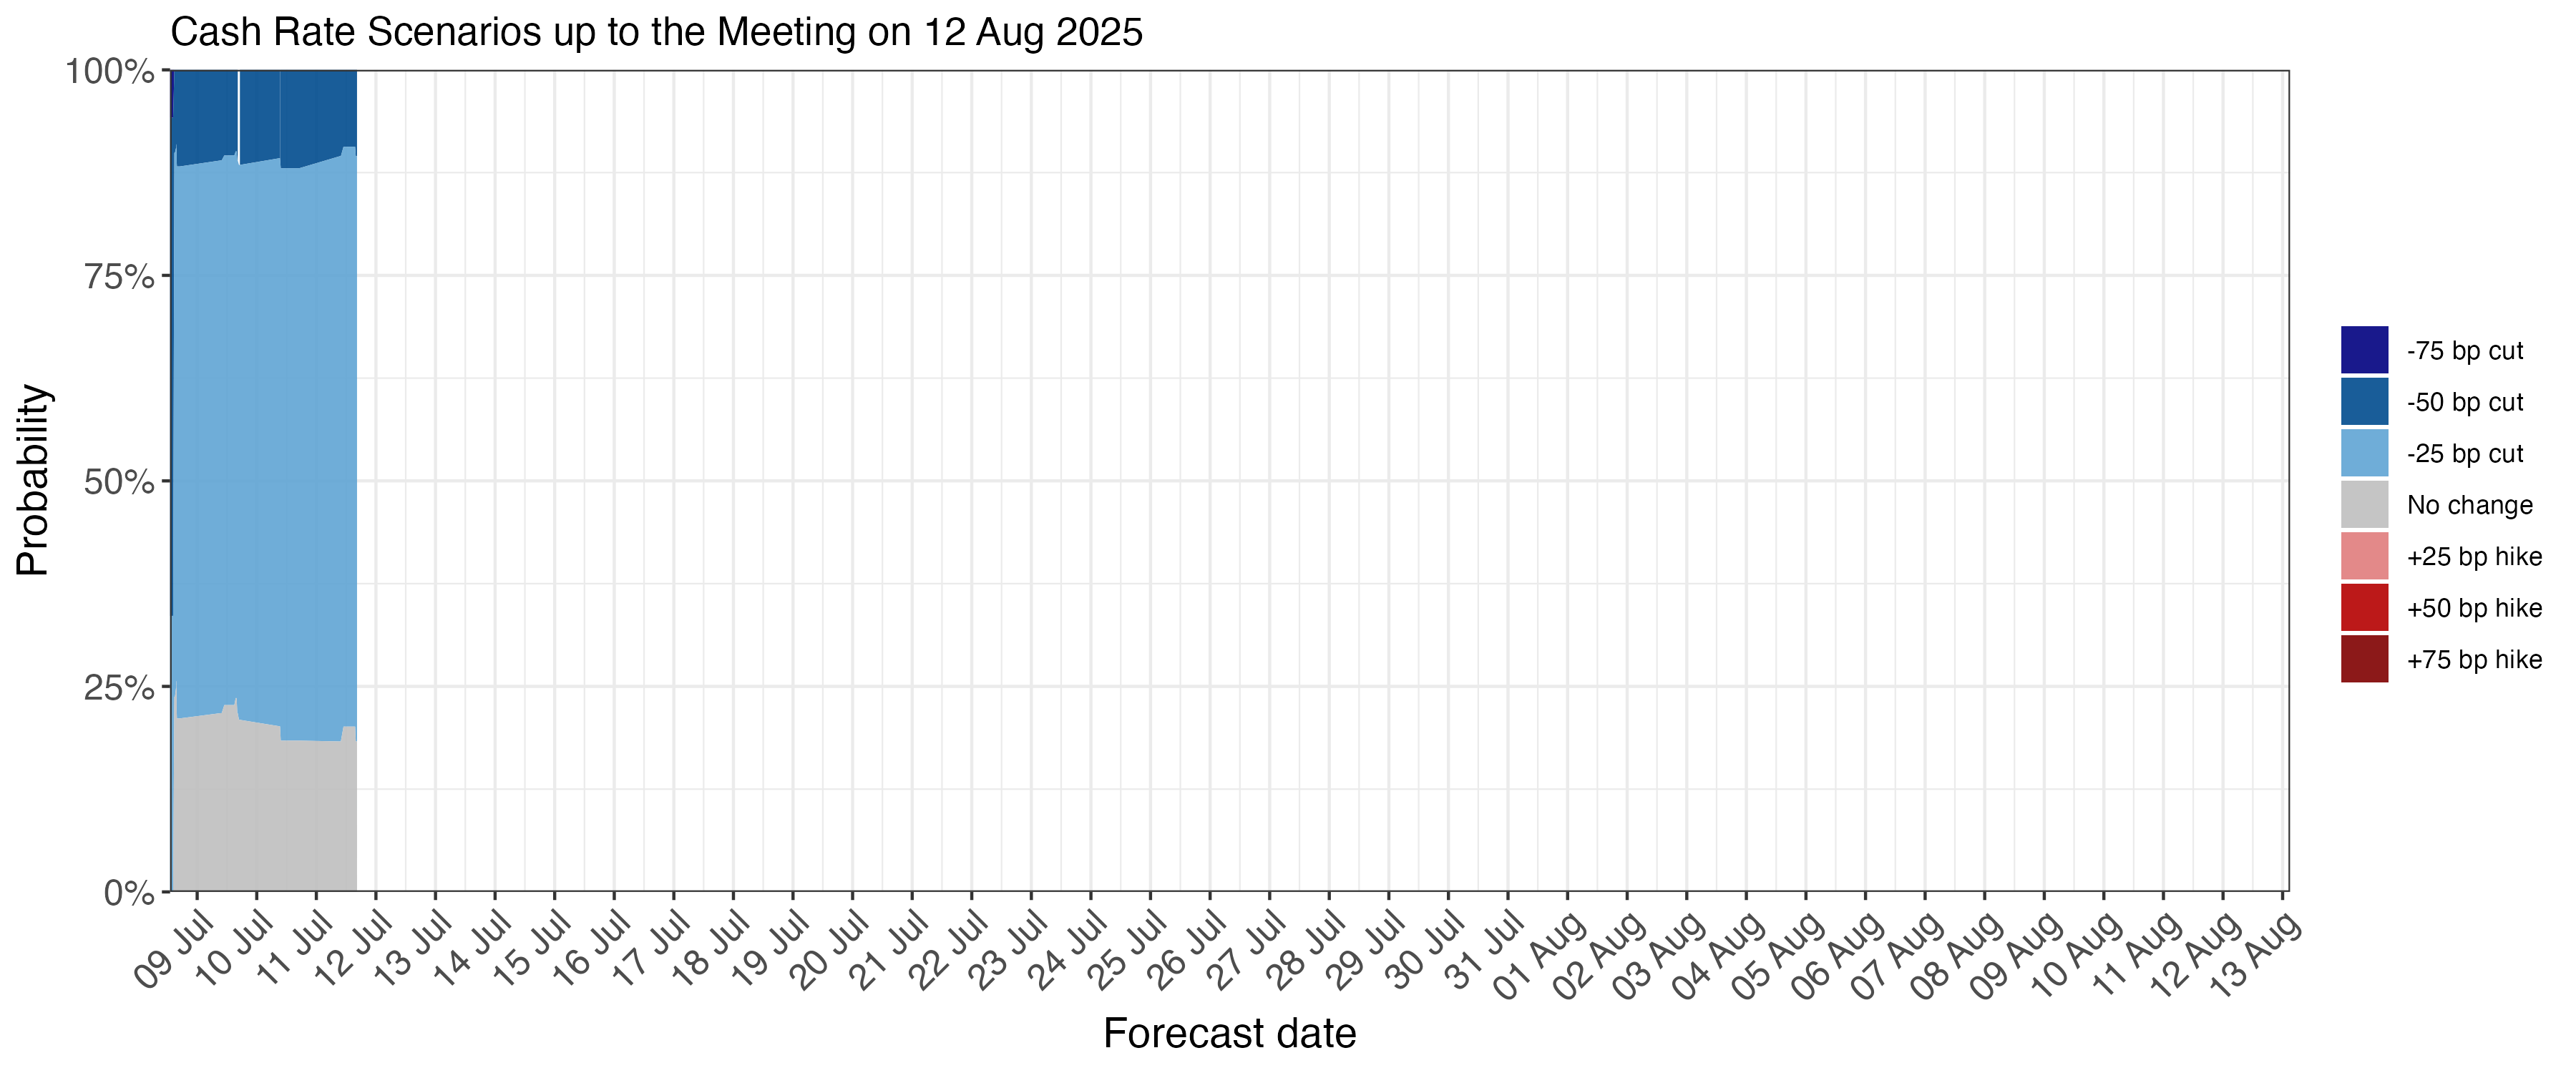 Cash Rate Scenarios up to the Meeting on 12 Aug 2025
100%
75%
50%
25%
0%
Probability
09 Jul
10 Jul
11 Jul
12 Jul
13 Jul
14 Jul
15 Jul
16 Jul
17 Jul
18 Jul
19 Jul
20 Jul
21 Jul
22 Jul
23 Jul
24 Jul
25 Jul
26 Jul
27 Jul
28 Jul
29 Jul
30 Jul
31 Jul
01 Aug
02 Aug
03 Aug
04 Aug
05 Aug
06 Aug
07 Aug
08 Aug
09 Aug
10 Aug
11 Aug
12 Aug
13 Aug
Forecast date
-75 bp cut
-50 bp cut
-25 bp cut
No change
+25 bp hike
+50 bp hike
+75 bp hike